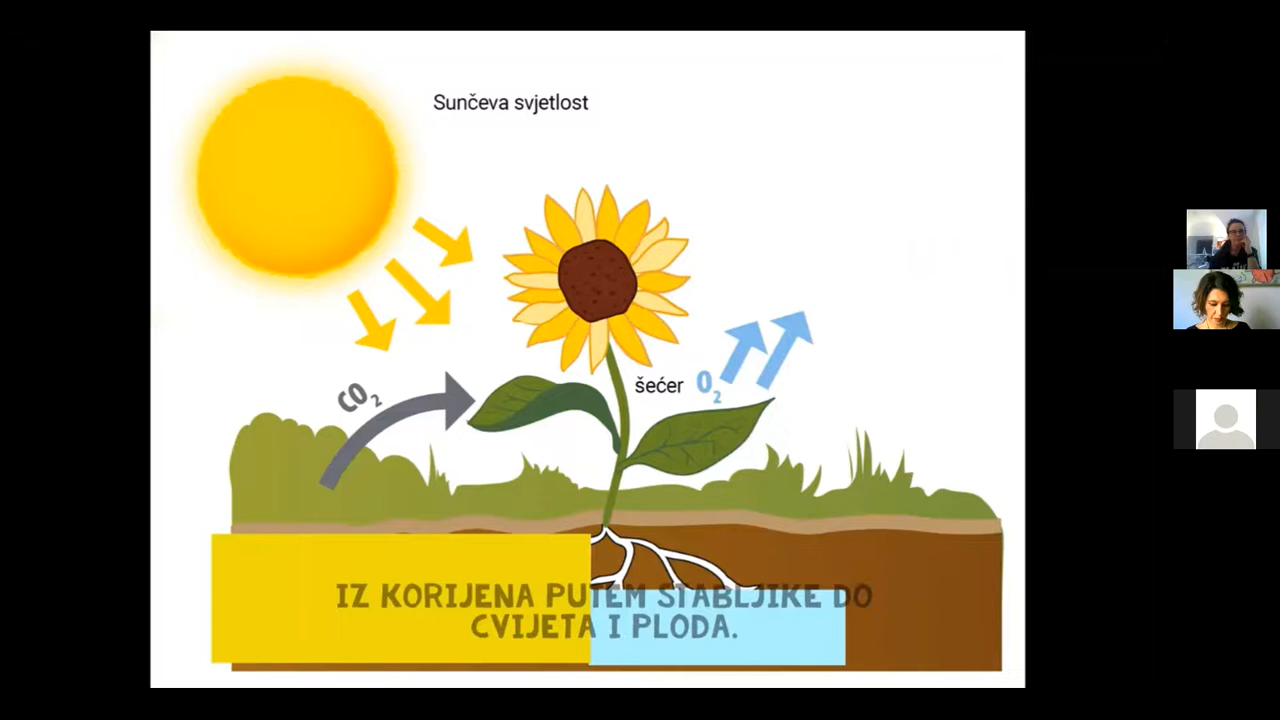 Sunčeva svjetlost
CO₂
šećer O₂
IZ KORIJENA PUTEM STABLJIKE DO
CVIJETA I PLODA.